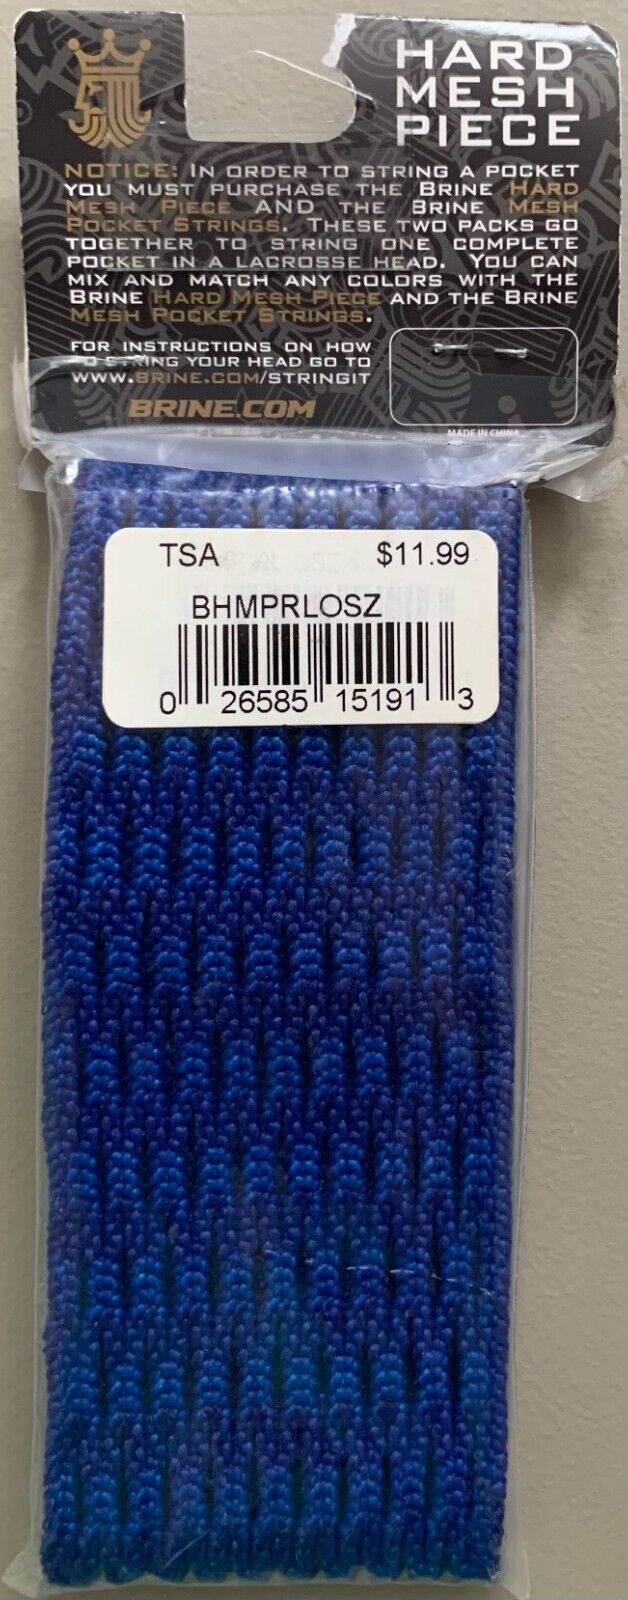 HARD
MESH
PIECE
NOTICE: IN ORDER TO STRING A POCKET
YOU MUST PURCHASE THE BRINE HARD
MESH PIECE AND THE BRINE MESH
POCKET STRINGS. THESE TWO PACKS GO
TOGETHER TO STRING ONE COMPLETE
POCKET IN A LACROSSE HEAD. YOU CAN
MIX AND MATCH ANY COLORS WITH THE
BRINE HARD MESH PIECE AND THE BRINE
MESH POCKET STRINGS.
FOR INSTRUCTIONS ON HOW
TO STRING YOUR HEAD GO TO
WWW.BRINE.COM/STRINGIT
BRINE.COM
MADE IN CHINA
TSA $11.99
BHMPRLOSZ
0 26585 15191 3